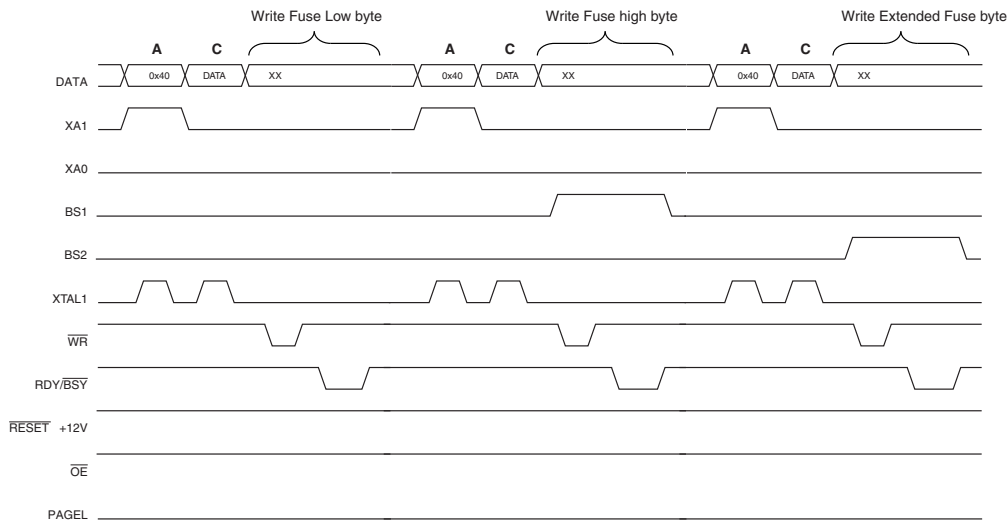 Write Fuse Low byte Write Fuse high byte Write Extended Fuse byte
A C A C A C
DATA 0x40 DATA XX 0x40 DATA XX 0x40 DATA XX
XA1
XA0
BS1
BS2
XTAL1
WR
RDY/BSY
RESET +12V
OE
PAGEL